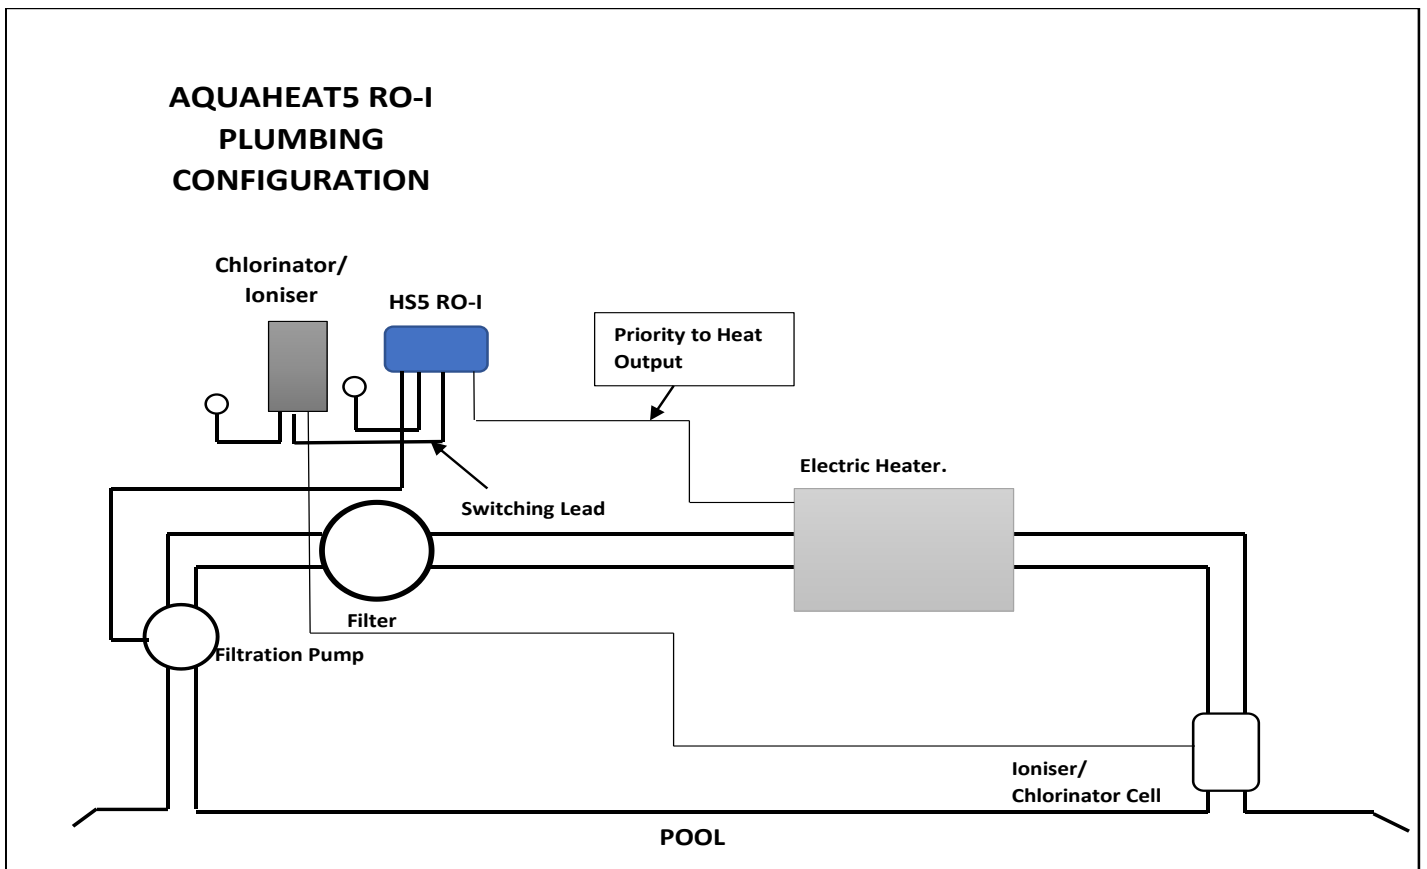 AQUAHEAT5 RO-I
PLUMBING
CONFIGURATION
Chlorinator/
Ioniser
HS5 RO-I
Priority to Heat
Output
Electric Heater.
Switching Lead
Filter
Filtration Pump
Ioniser/
Chlorinator Cell
POOL